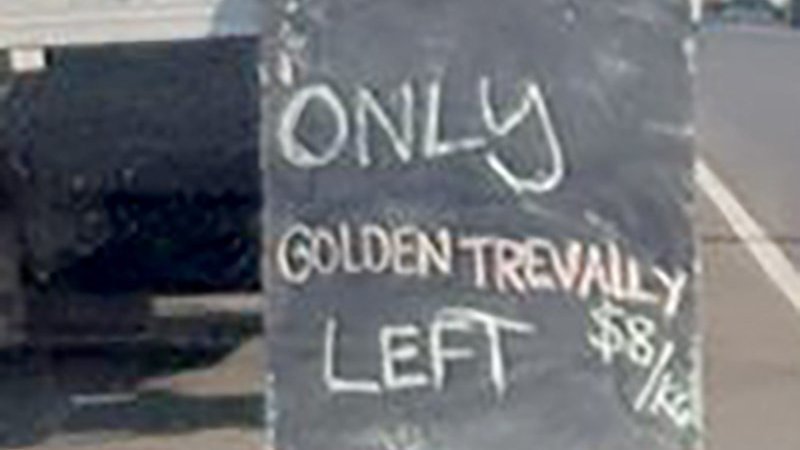 ONLY
GOLDEN TREVALLY
LEFT
$8/KG